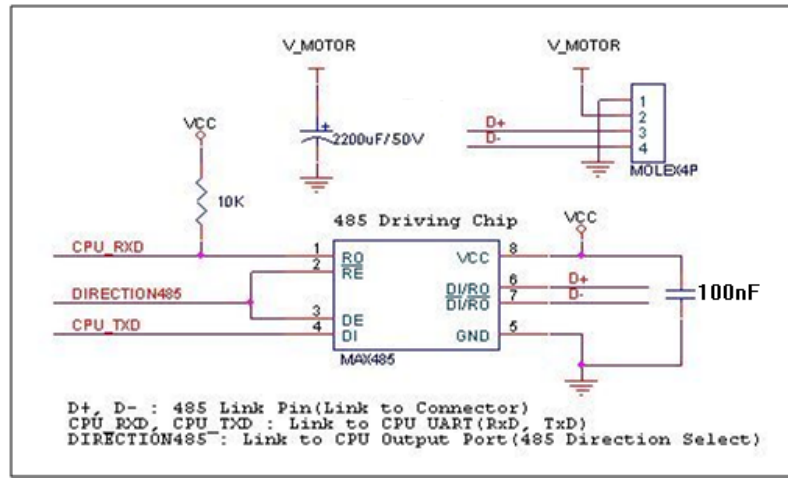 V_MOTOR
V_MOTOR
1
2
3
4
D+
D-
MOLEX4P
+
2200uF/50V
VCC
10K
485 Driving Chip
VCC
CPU_RXD
1
RO
VCC
8
2
RE
DIRECTION485
DI/RO
6
D+
DI/RO
7
D-
100nF
3
DE
CPU_TXD
4
DI
GND
5
MAX485
D+, D- : 485 Link Pin(Link to Connector)
CPU_RXD, CPU_TXD : Link to CPU UART(RxD, TxD)
DIRECTION485 : Link to CPU Output Port(485 Direction Select)